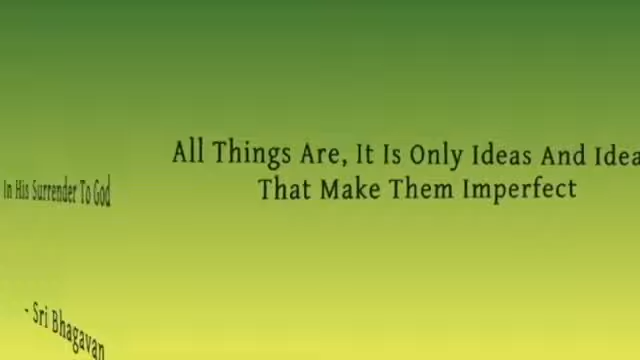 In His Surrender To God
- Sri Bhagavan
All Things Are, It Is Only Ideas And
That Make Them Imperfect